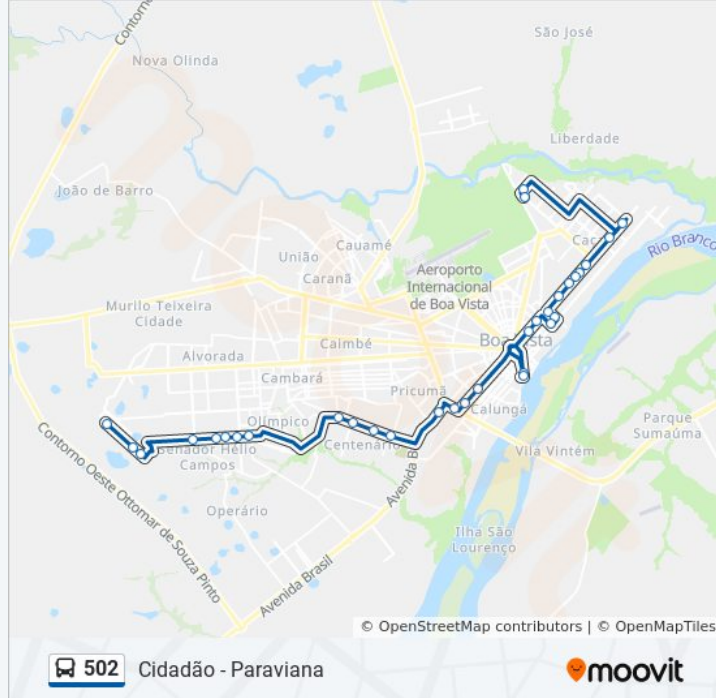 Contorno
São José
Nova Olinda
Liberdade
João de Barro
Cauamé
União
Caranã
Aeroporto
Internacional
de Boa Vista
Rio Branco
Murilo Teixeira
Cidade
Caimbé
Boa Vista
Alvorada
Cambará
Pricumã
Calungá
Parque
Sumaúma
Olímpico
Centenário
Vila Vintém
Senador Hélio
Campos
Contorno Oeste Ottomar de Souza Pinto
Operário
Ilha São
Lourenço
Avenida Brasil
© OpenStreetMap contributors | © OpenMapTiles
502 Cidadão - Paraviana
moovit